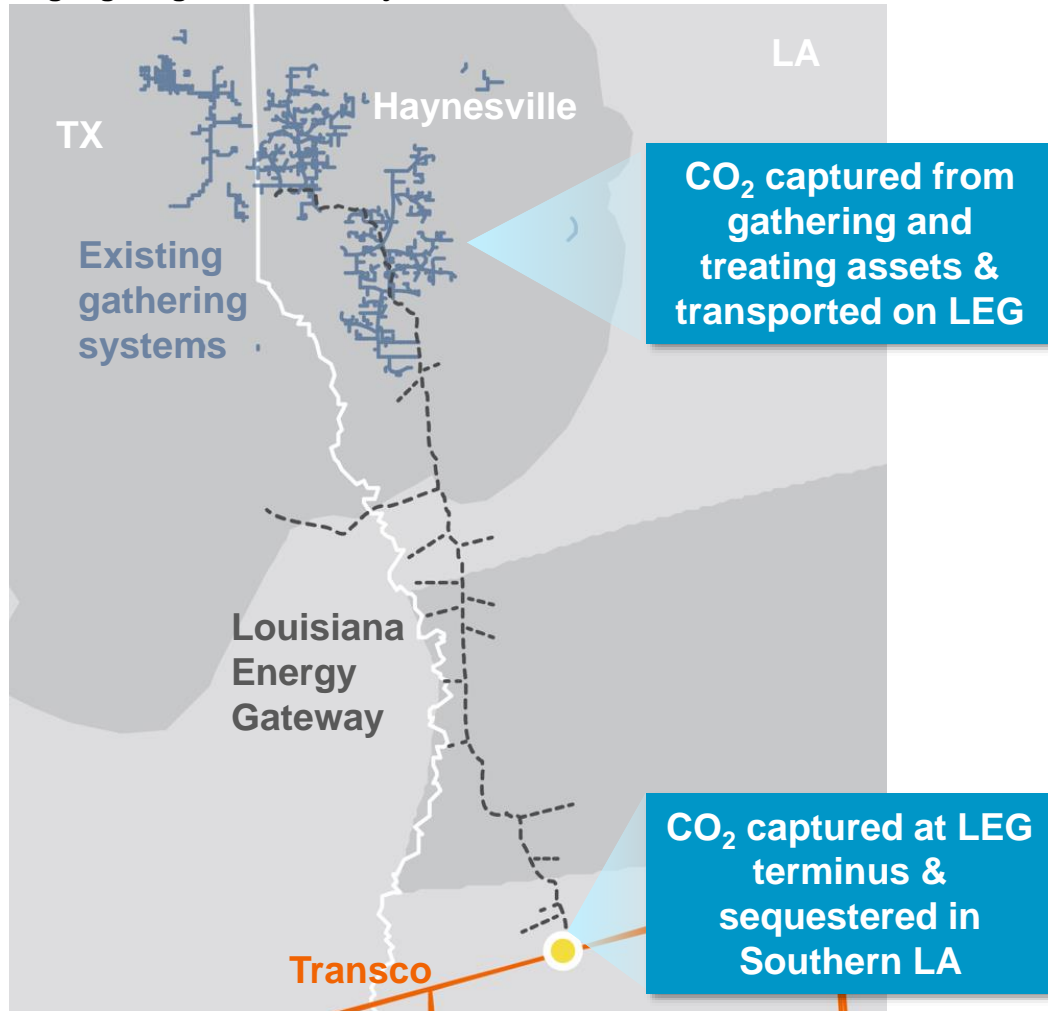 LA
Haynesville
TX
CO₂ captured from
gathering and
treating assets &
transported on LEG
Existing
gathering
systems
Louisiana
Energy
Gateway
CO₂ captured at LEG
terminus &
sequestered in
Southern LA
Transco